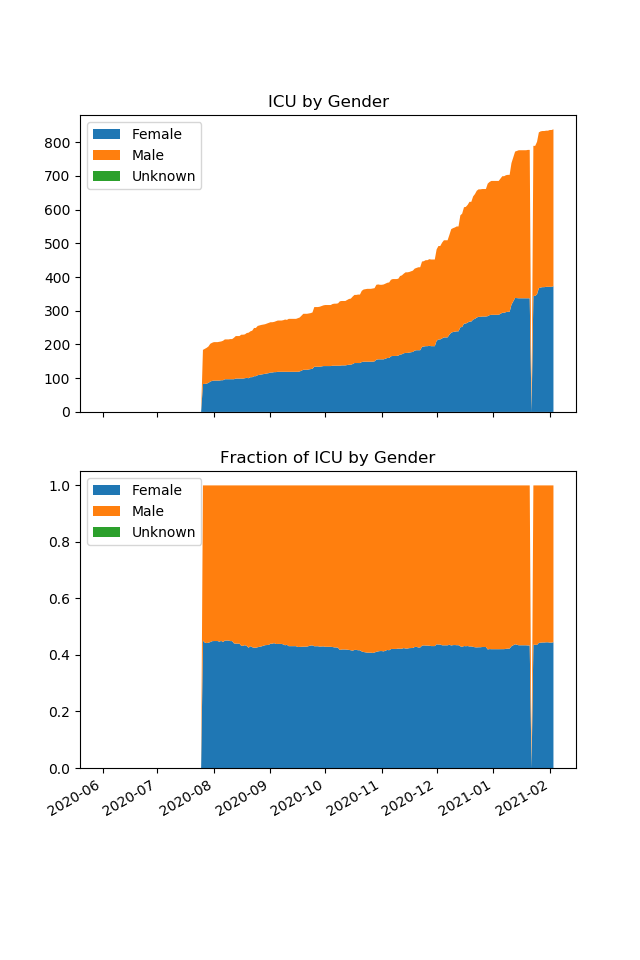 ICU by Gender
Female
Male
Unknown
800
700
600
500
400
300
200
100
0
Fraction of ICU by Gender
Female
Male
Unknown
1.0
0.8
0.6
0.4
0.2
0.0
2020-06 2020-07 2020-08 2020-09 2020-10 2020-11 2020-12 2021-01 2021-02